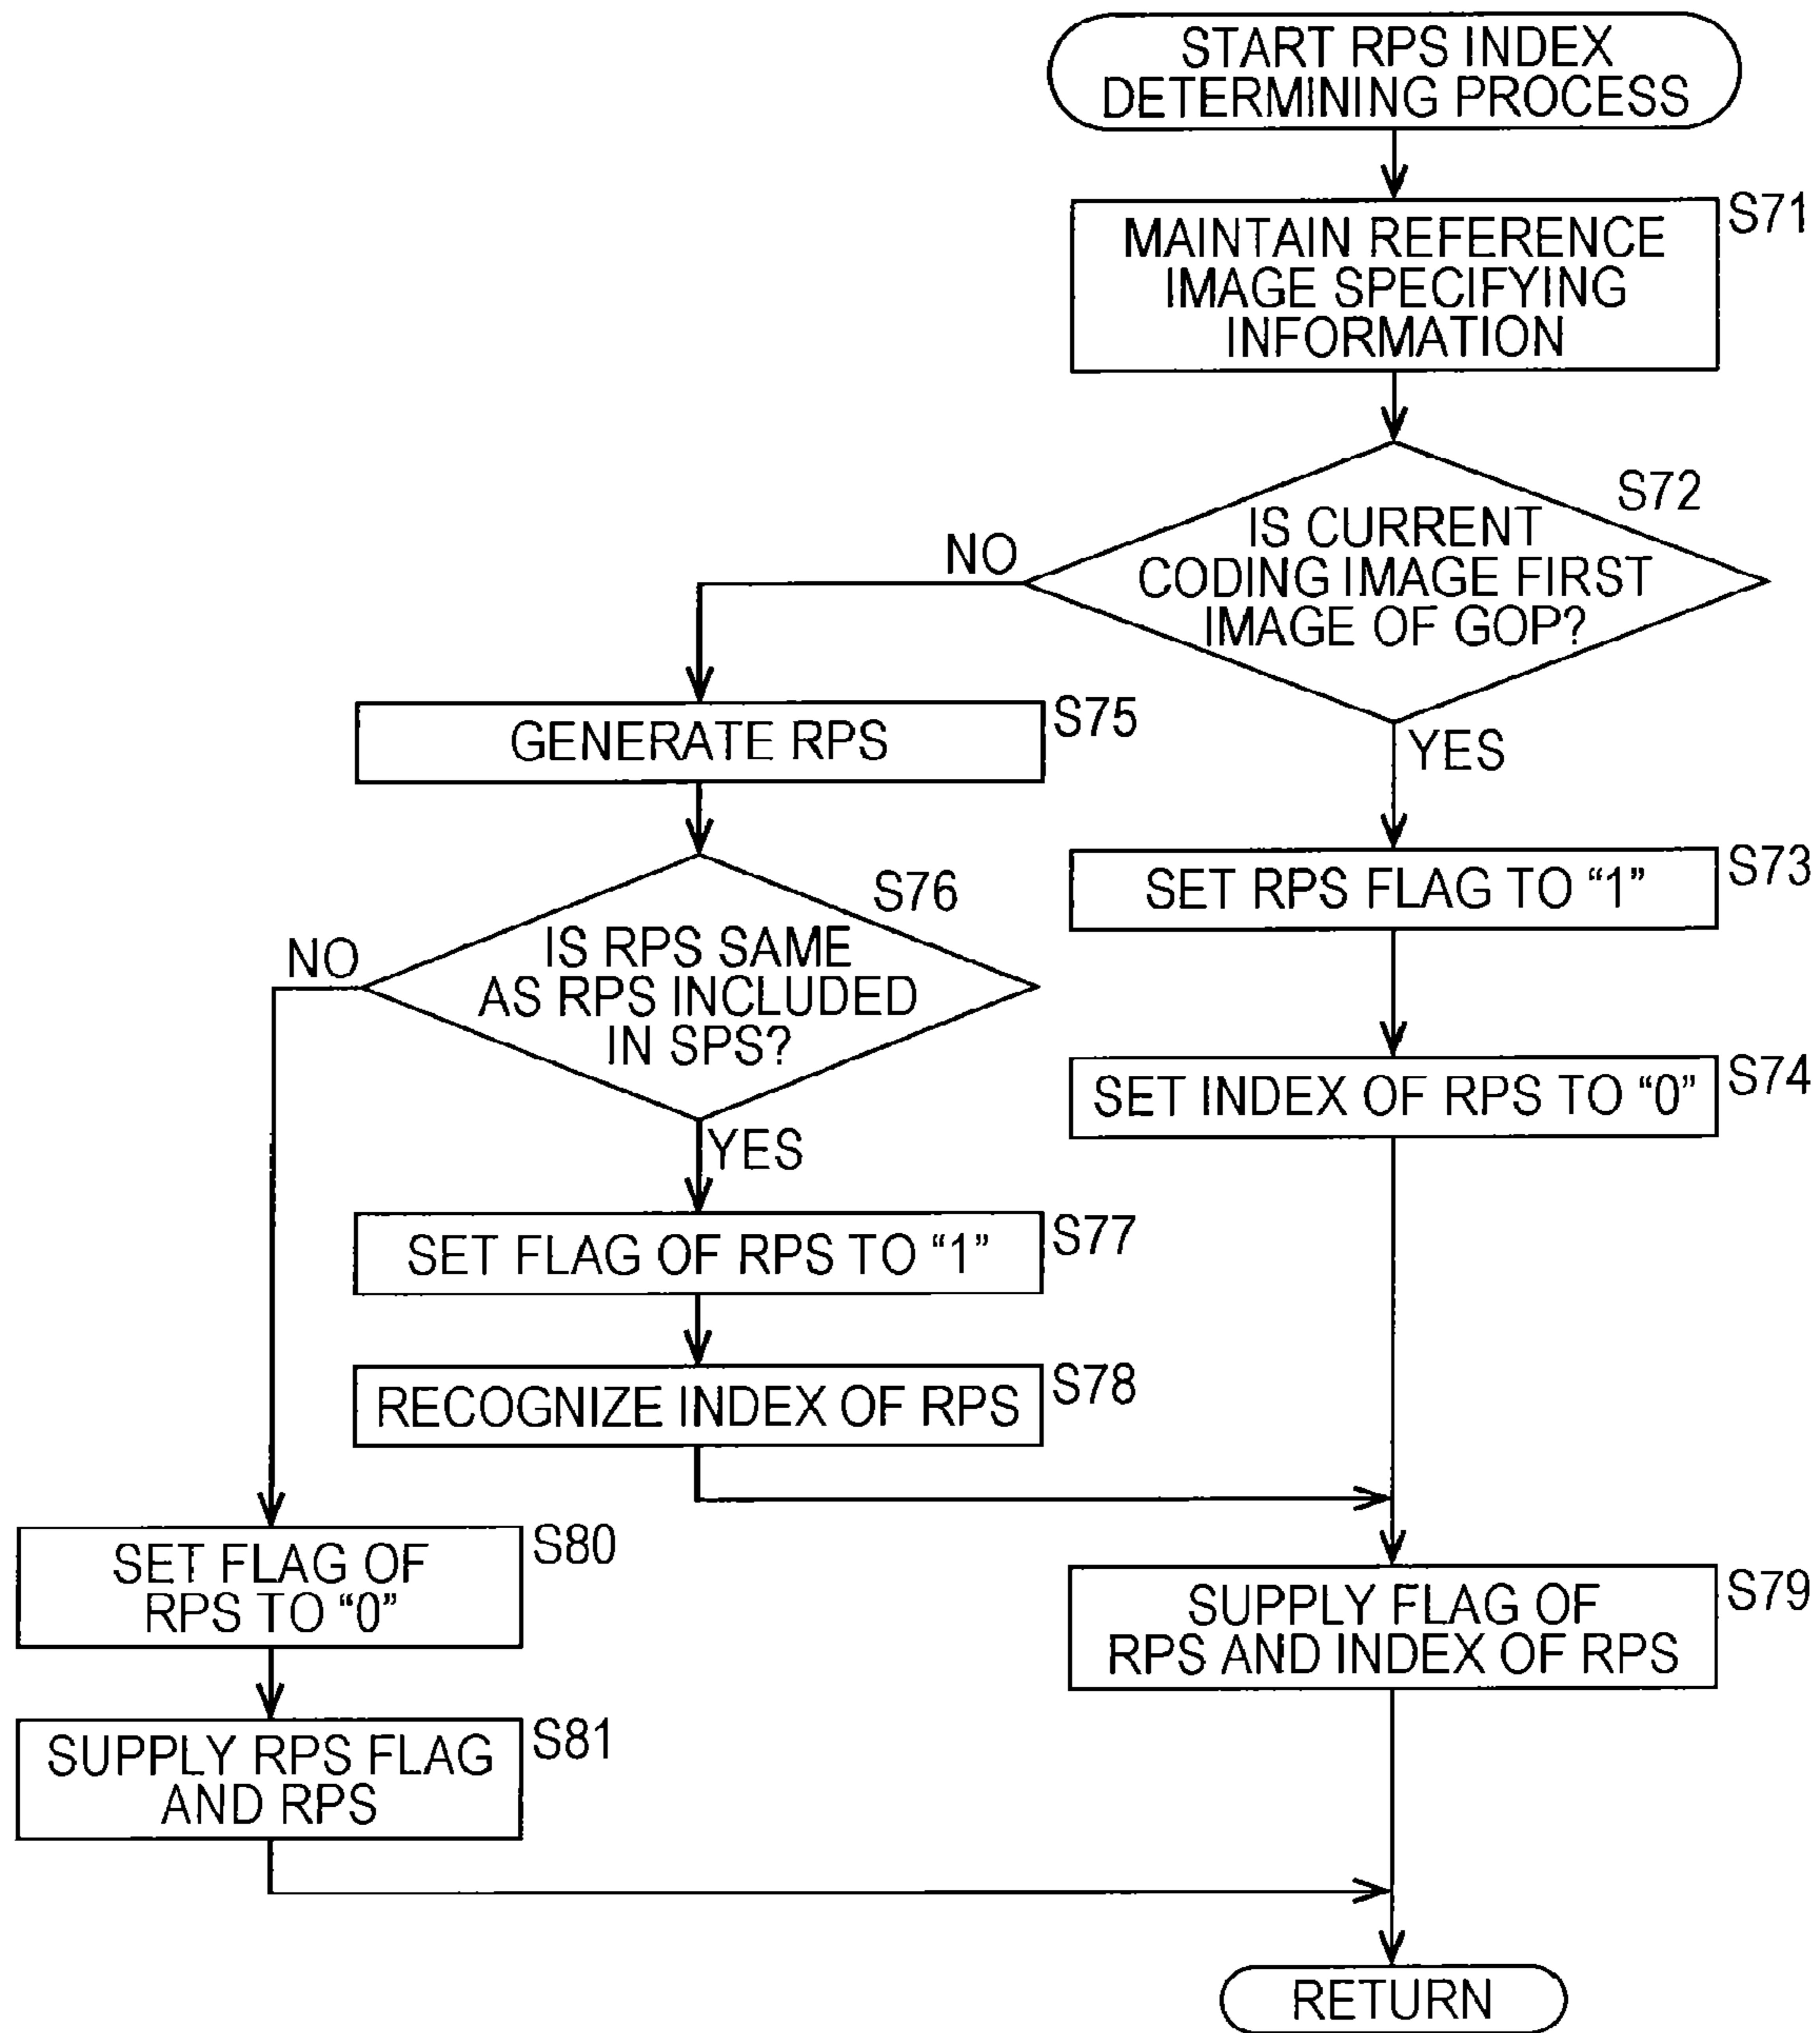 START RPS INDEX
DETERMINING PROCESS
S71
MAINTAIN REFERENCE
IMAGE SPECIFYING
INFORMATION
S72
IS CURRENT
CODING IMAGE FIRST
IMAGE OF GOP?
NO
YES
S75
GENERATE RPS
S73
SET RPS FLAG TO “1”
S76
IS RPS SAME
AS RPS INCLUDED
IN SPS?
NO
YES
S74
SET INDEX OF RPS TO “0”
S77
SET FLAG OF RPS TO “1”
S78
RECOGNIZE INDEX OF RPS
S80
SET FLAG OF
RPS TO “0”
S79
SUPPLY FLAG OF
RPS AND INDEX OF RPS
S81
SUPPLY RPS FLAG
AND RPS
RETURN